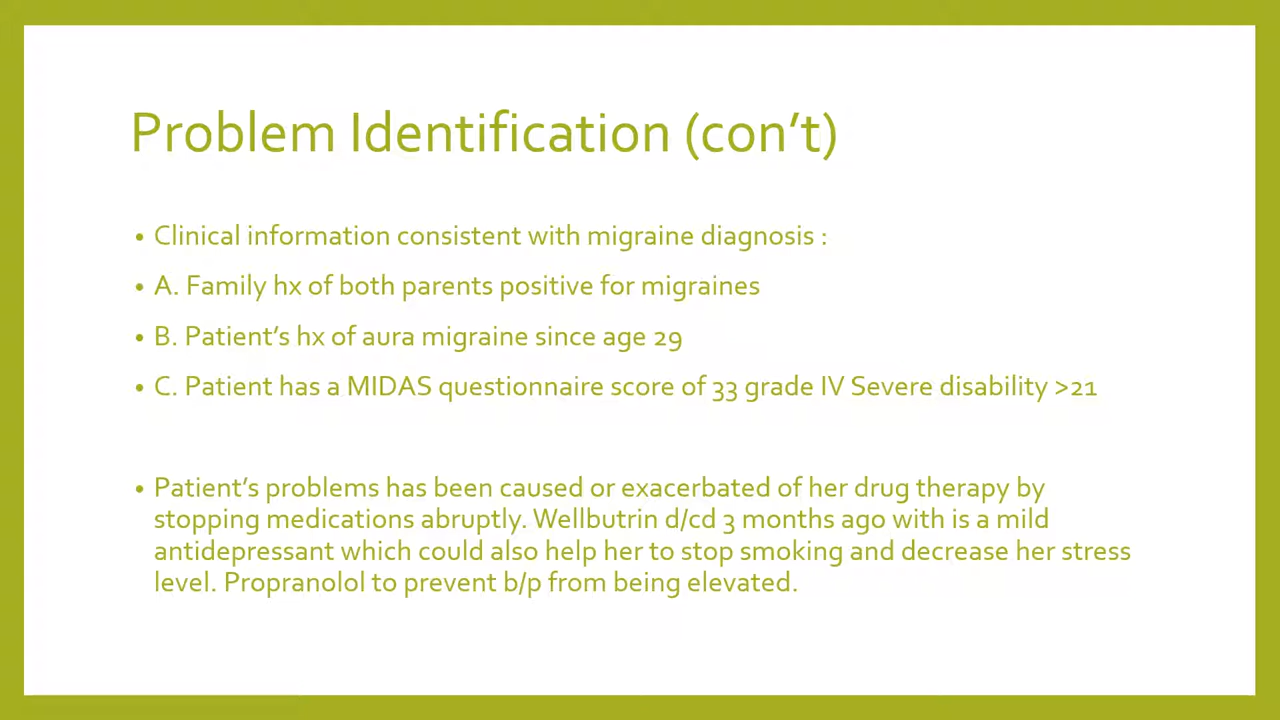 Problem Identification (con’t)
• Clinical information consistent with migraine diagnosis :
• A. Family hx of both parents positive for migraines
• B. Patient’s hx of aura migraine since age 29
• C. Patient has a MIDAS questionnaire score of 33 grade IV Severe disability >21
• Patient’s problems has been caused or exacerbated of her drug therapy by
stopping medications abruptly. Wellbutrin d/cd 3 months ago with is a mild
antidepressant which could also help her to stop smoking and decrease her stress
level. Propranolol to prevent b/p from being elevated.